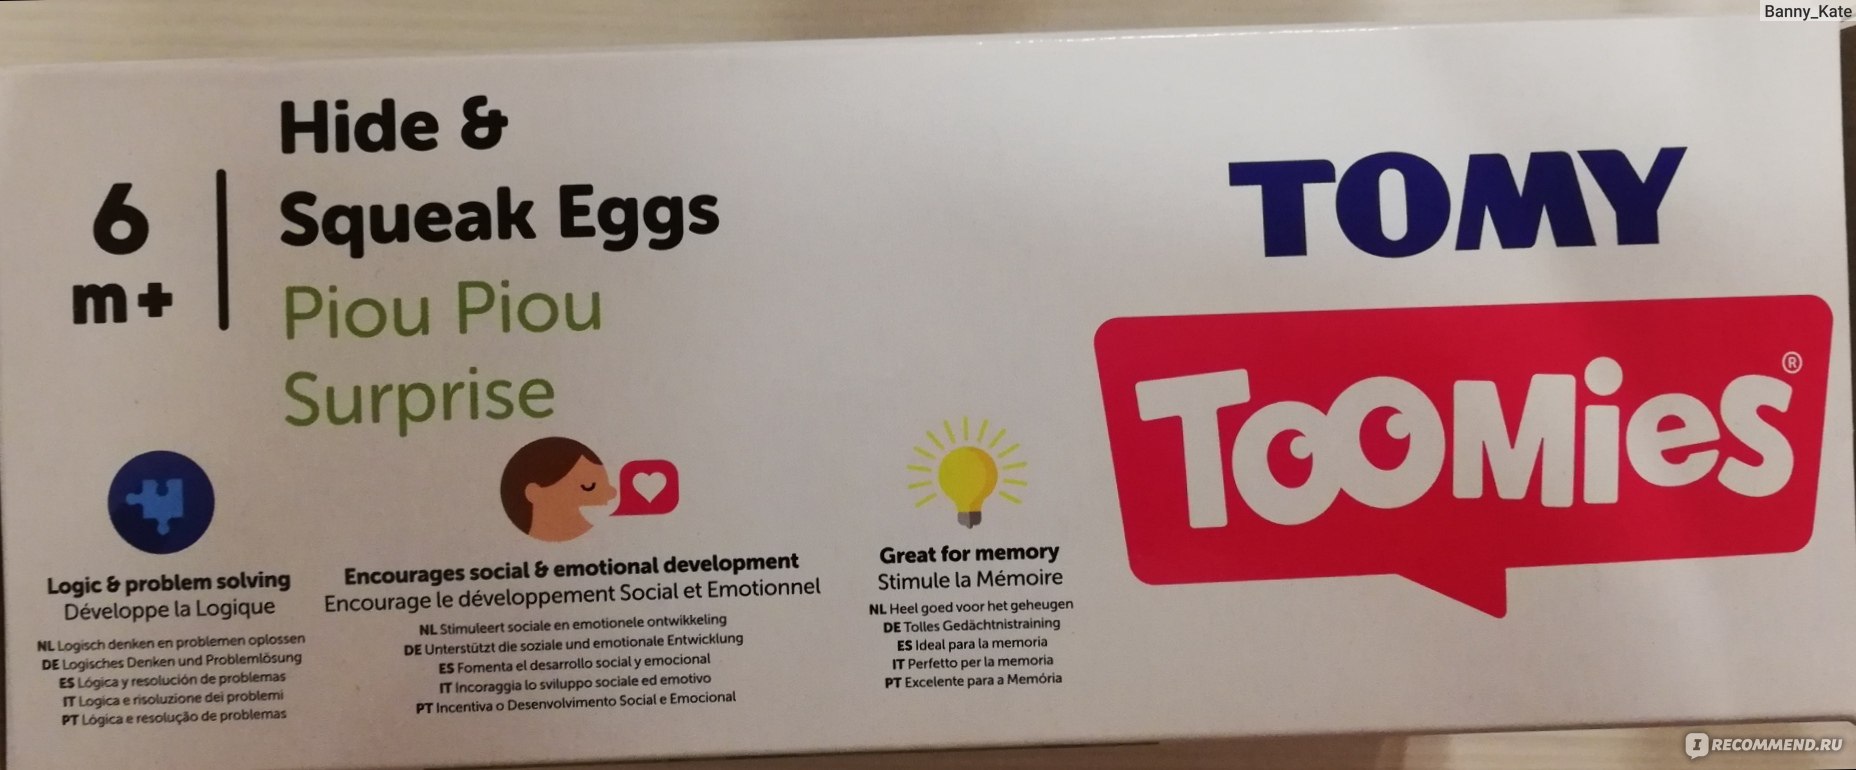 Banny_Kate
6
m+
Hide &
Squeak Eggs
Piou Piou
Surprise
TOMY
TOOMiES®
Logic & problem solving
Développe la Logique
NL Logisch denken en problemen oplossen
DE Logisches Denken und Problemlösung
ES Lógica y resolución de problemas
IT Logica e risoluzione dei problemi
PT Lógica e resolução de problemas
Encourages social & emotional development
Encourage le développement Social et Emotionnel
NL Stimuleert sociale en emotionele ontwikkeling
DE Unterstützt die soziale und emotionale Entwicklung
ES Fomenta el desarrollo social y emocional
IT Incoraggia lo sviluppo sociale ed emotivo
PT Incentiva o Desenvolvimento Social e Emocional
Great for memory
Stimule la Mémoire
NL Heel goed voor het geheugen
DE Tolles Gedächtnistraining
ES Ideal para la memoria
IT Perfetto per la memoria
PT Excelente para a Memória
I RECOMMEND.RU